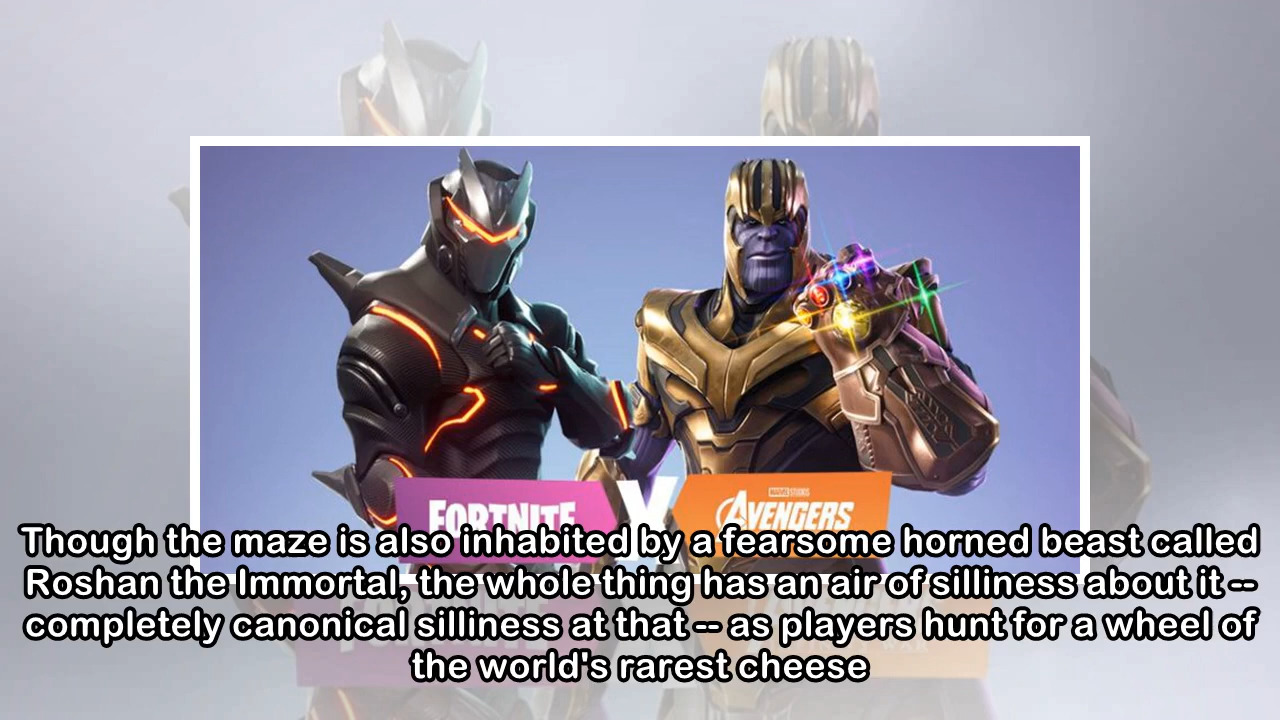 FORTNITE X MARVEL STUDIOS
AVENGERS
Though the maze is also inhabited by a fearsome horned beast called
Roshan the Immortal, the whole thing has an air of silliness about it --
completely canonical silliness at that -- as players hunt for a wheel of
the world's rarest cheese